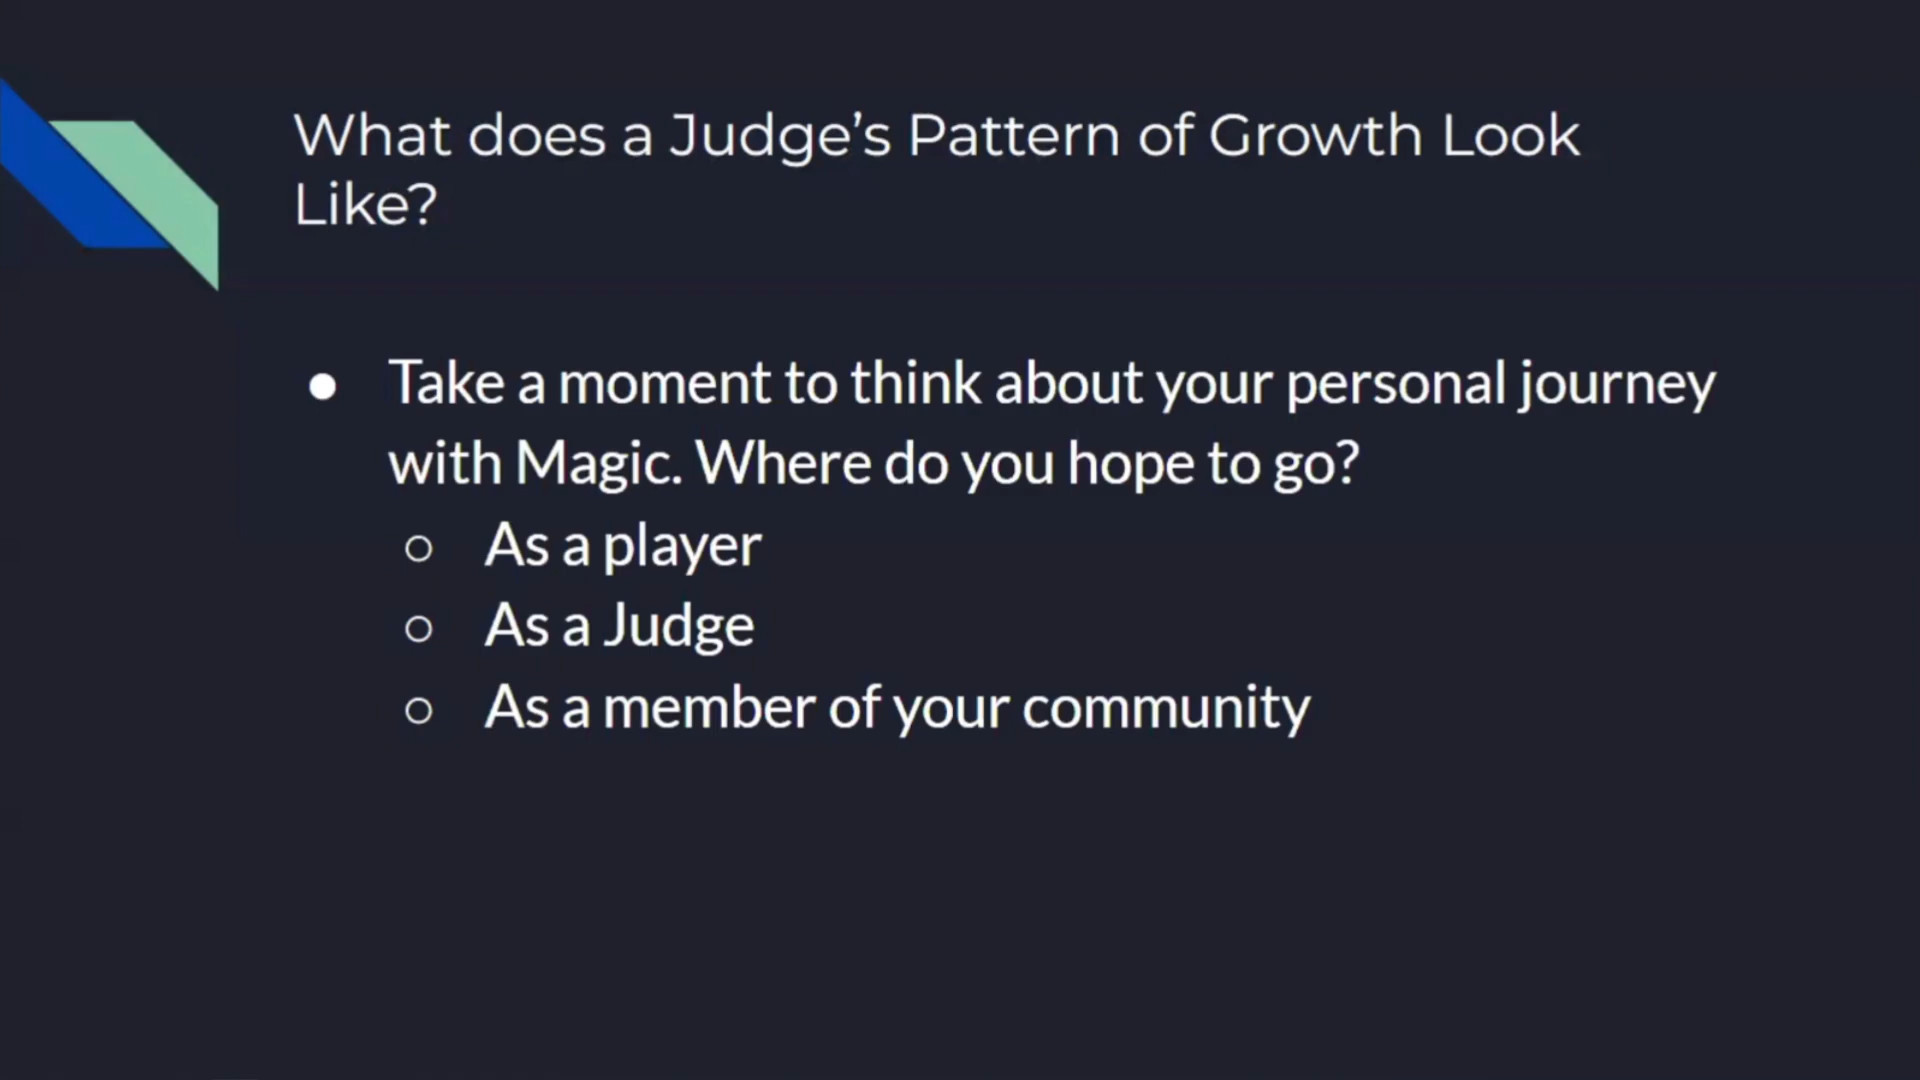 What does a Judge’s Pattern of Growth Look
Like?
● Take a moment to think about your personal journey
with Magic. Where do you hope to go?
○ As a player
○ As a Judge
○ As a member of your community